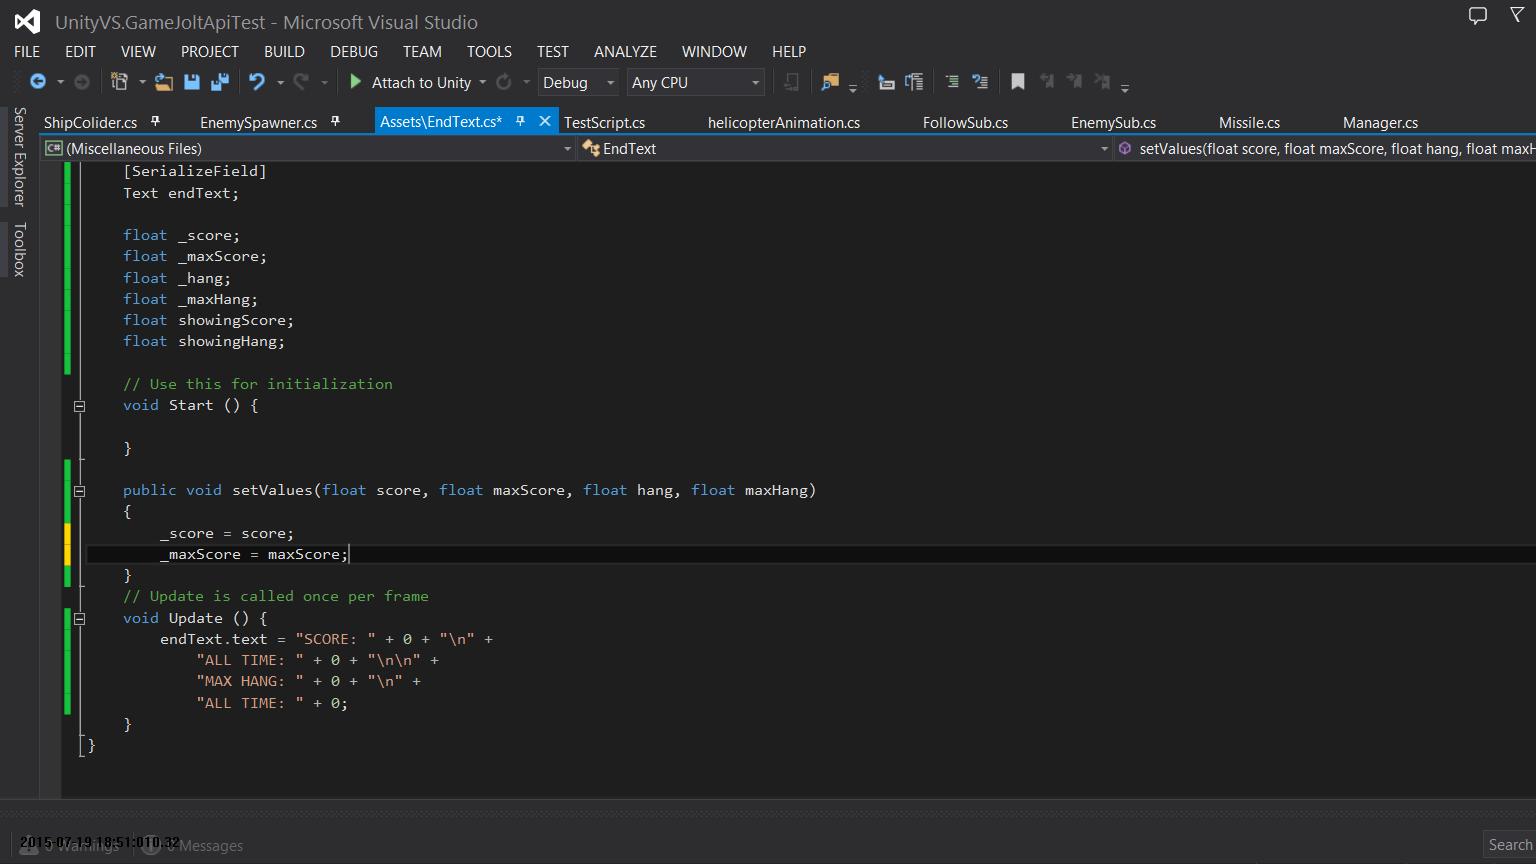 UnityVS.GameJoltApiTest - Microsoft Visual Studio
FILE EDIT VIEW PROJECT BUILD DEBUG TEAM TOOLS TEST ANALYZE WINDOW HELP
Attach to Unity Debug Any CPU
Server Explorer
Toolbox
ShipColider.cs EnemySpawner.cs Assets\EndText.cs* TestScript.cs helicopterAnimation.cs FollowSub.cs EnemySub.cs Missile.cs Manager.cs
C# (Miscellaneous Files) EndText setValues(float score, float maxScore, float hang, float maxH
[SerializeField]
Text endText;
float _score;
float _maxScore;
float _hang;
float _maxHang;
float showingScore;
float showingHang;
// Use this for initialization
void Start () {
}
public void setValues(float score, float maxScore, float hang, float maxHang)
{
_score = score;
_maxScore = maxScore;
}
// Update is called once per frame
void Update () {
endText.text = "SCORE: " + 0 + "\n" +
"ALL TIME: " + 0 + "\n\n" +
"MAX HANG: " + 0 + "\n" +
"ALL TIME: " + 0;
}
}
2015-07-19 18:51:010.32
0 Warnings 0 Messages
Search